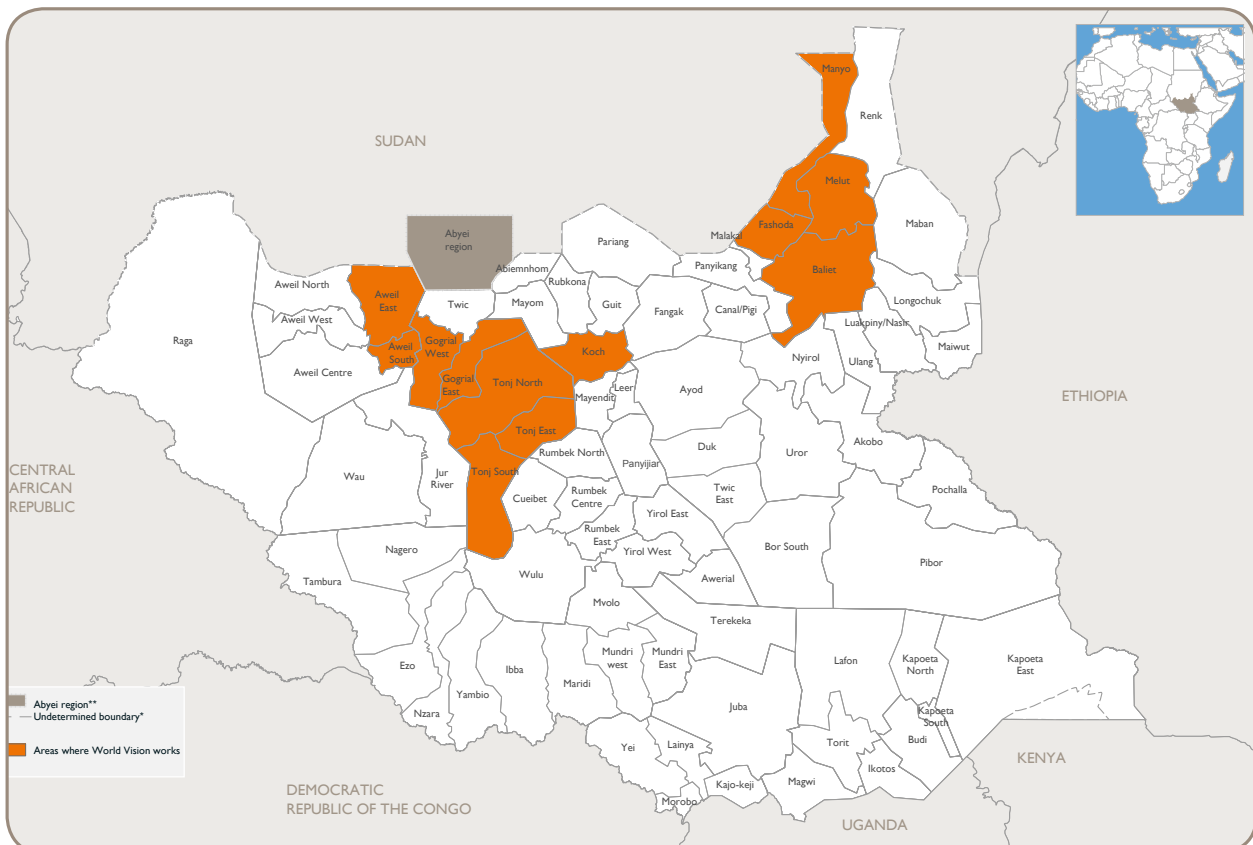 Manyo
Renk
SUDAN
Melut
Maban
Fashoda
Malakal
Abyei
region
Pariang
Abiemnhom
Panyikang
Baliet
Rubkona
Aweil North
Aweil
East
Twic
Mayom
Guit
Fangak
Canal/Pigi
Longochuk
Luakpiny/Nasir
Aweil West
Raga
Aweil
South
Gogrial
West
Koch
Nyirol
Ulang
Maiwut
Aweil Centre
Gogrial
East
Tonj North
Leer
Mayendit
Ayod
ETHIOPIA
Tonj East
Akobo
Duk
Uror
Rumbek North
Panyijiar
CENTRAL
AFRICAN
REPUBLIC
Wau
Jur
River
Tonj South
Cueibet
Rumbek
Centre
Twic
East
Pochalla
Yirol East
Rumbek
East
Bor South
Nagero
Yirol West
Pibor
Tambura
Wulu
Awerial
Mvolo
Terekeka
Ezo
Ibba
Mundri
west
Mundri
East
Lafon
Kapoeta
North
Kapoeta
East
Yambio
Maridi
Juba
Nzara
Kapoeta
South
Abyei region**
Undetermined boundary*
Areas where World Vision works
Yei
Lainya
Torit
Budi
KENYA
Ikotos
Magwi
Kajo-keji
Morobo
DEMOCRATIC
REPUBLIC OF THE CONGO
UGANDA